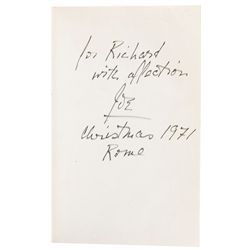 for Richard
with affection
Joe
Christmas 1971
Rome